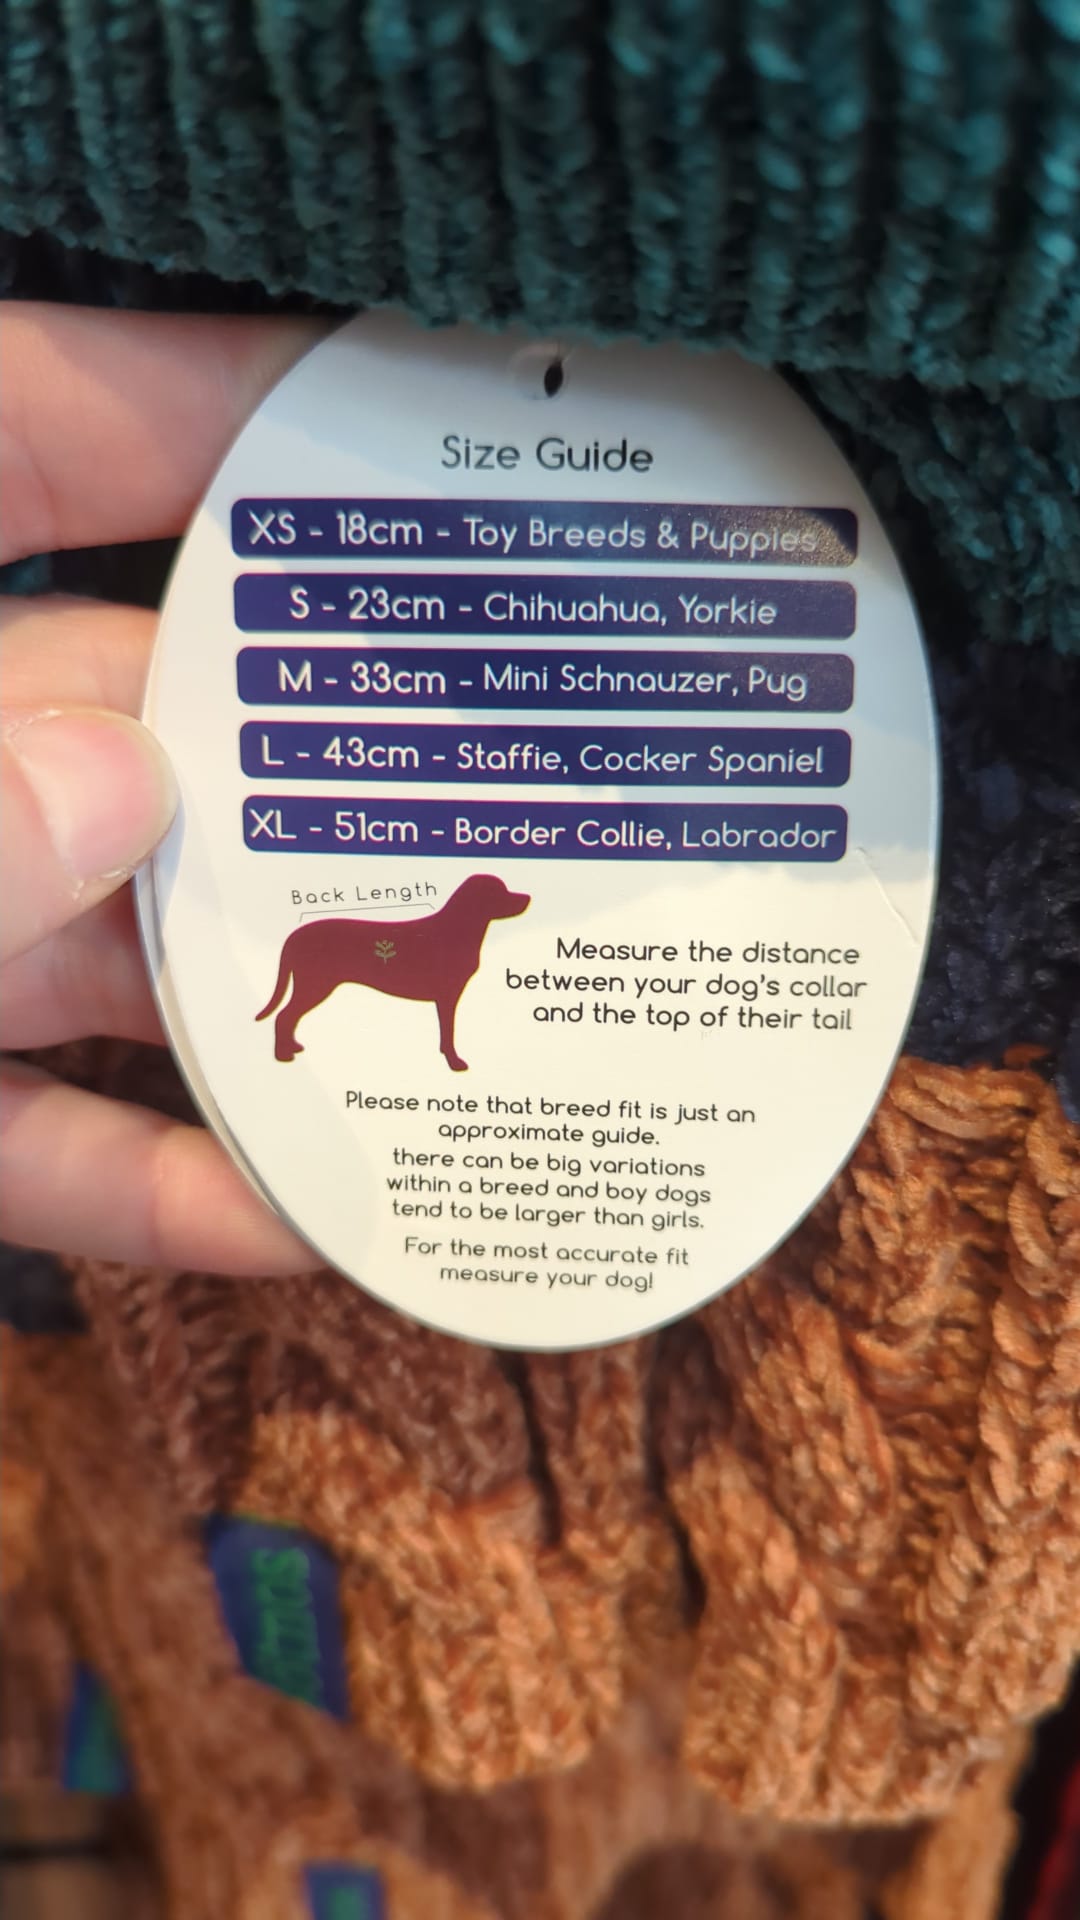 Size Guide
XS - 18cm - Toy Breeds & Puppies
S - 23cm - Chihuahua, Yorkie
M - 33cm - Mini Schnauzer, Pug
L - 43cm - Staffie, Cocker Spaniel
XL - 51cm - Border Collie, Labrador
Back Length
Measure the distance
between your dog's collar
and the top of their tail
Please note that breed fit is just an
approximate guide.
there can be big variations
within a breed and boy dogs
tend to be larger than girls.
For the most accurate fit
measure your dog!